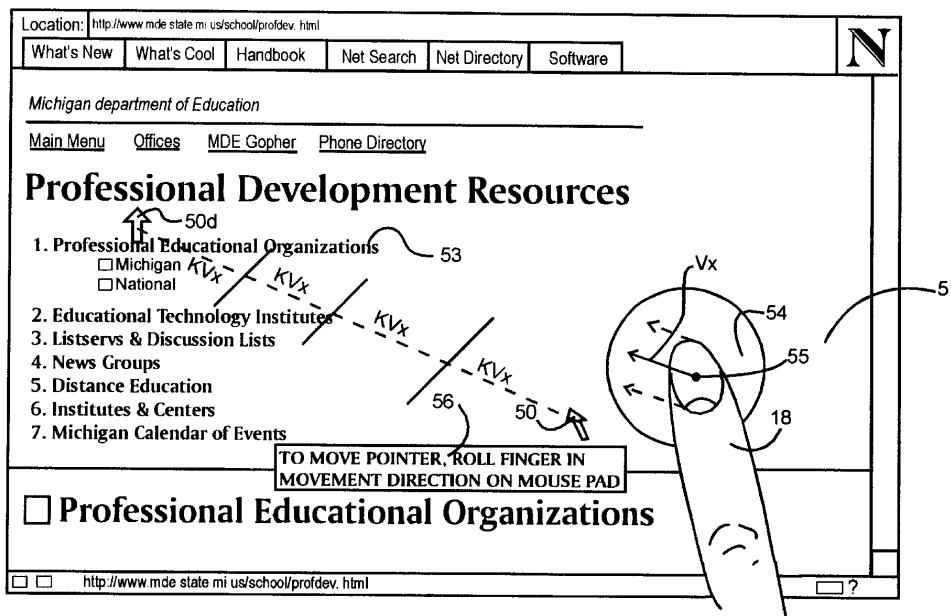 Location: http://www mde state mi us/school/profdev. html
What's New What's Cool Handbook Net Search Net Directory Software
N
Michigan department of Education
Main Menu Offices MDE Gopher Phone Directory
Professional Development Resources
50d
1. Professional Educational Organizations
53
Michigan
National
KVx
KVx
KVx
KVx
Vx
5
54
55
2. Educational Technology Institutes
3. Listservs & Discussion Lists
4. News Groups
5. Distance Education
6. Institutes & Centers
7. Michigan Calendar of Events
56
50
18
TO MOVE POINTER, ROLL FINGER IN
MOVEMENT DIRECTION ON MOUSE PAD
Professional Educational Organizations
http://www mde state mi us/school/profdev. html
?